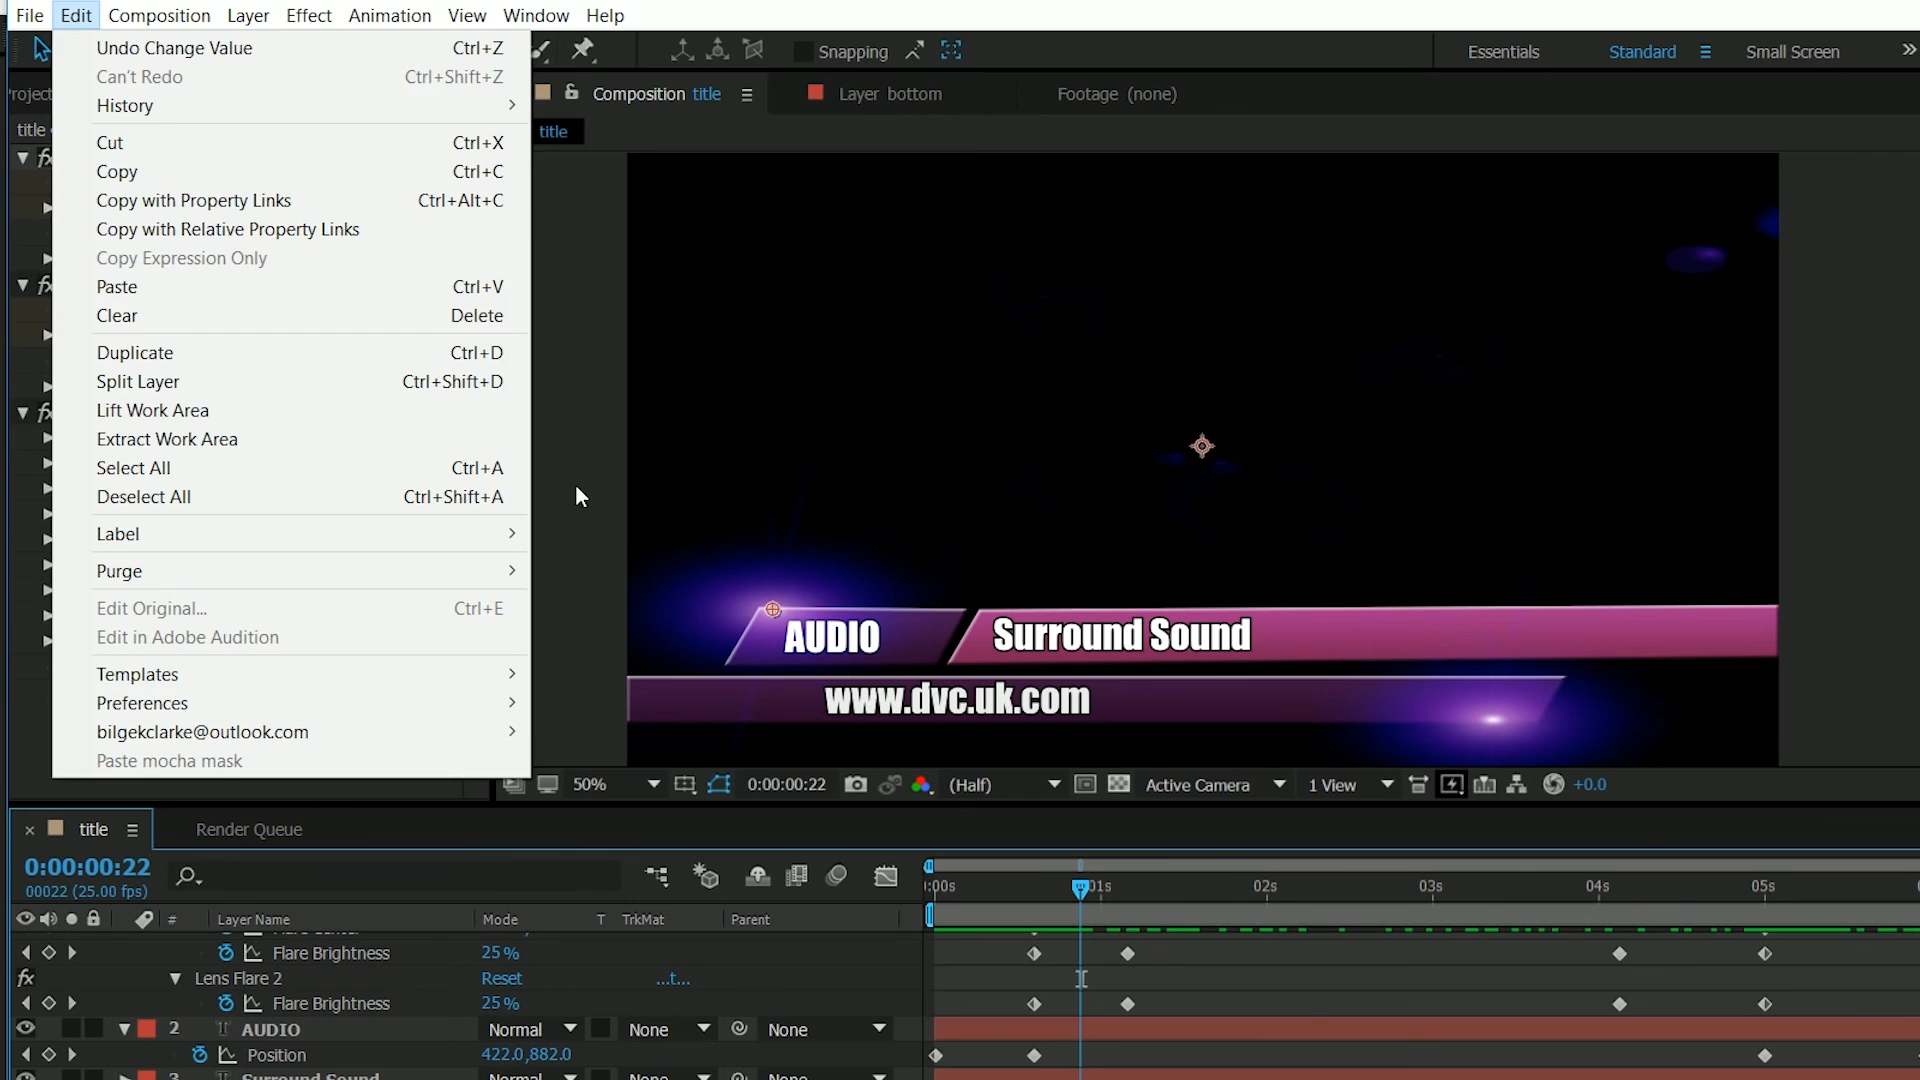 File Edit Composition Layer Effect Animation View Window Help
Undo Change Value Ctrl+Z
Can't Redo Ctrl+Shift+Z
History
Cut Ctrl+X
Copy Ctrl+C
Copy with Property Links Ctrl+Alt+C
Copy with Relative Property Links
Copy Expression Only
Paste Ctrl+V
Clear Delete
Duplicate Ctrl+D
Split Layer Ctrl+Shift+D
Lift Work Area
Extract Work Area
Select All Ctrl+A
Deselect All Ctrl+Shift+A
Label
Purge
Edit Original... Ctrl+E
Edit in Adobe Audition
Templates
Preferences
bilgekclarke@outlook.com
Paste mocha mask
Snapping Essentials Standard Small Screen
roject Composition title Layer bottom Footage (none)
title title
fx
fx
fx
AUDIO Surround Sound
www.dvc.uk.com
50% 0:00:00:22 (Half) Active Camera 1 View +0.0
title Render Queue
0:00:00:22
00022 (25.00 fps)
:00s 01s 02s 03s 04s 05s
# Layer Name Mode T TrkMat Parent
Flare Brightness 25 %
fx Lens Flare 2 Reset ...t...
Flare Brightness 25 %
2 T AUDIO Normal None None
Position 422.0,882.0
3 Surround Sound Normal None None